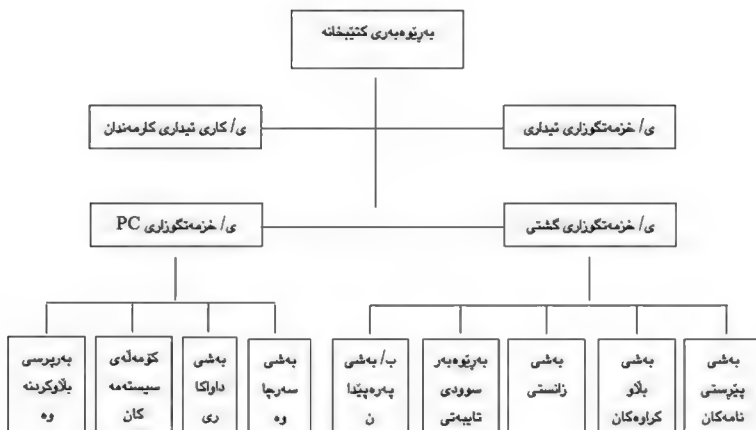 بەڕێوەبەری کتێبخانە
ی/ خزمەتگوزاری ئیداری
ی/ کاری ئیداری کارمەندان
ی/ خزمەتگوزاری گشتی
ی/ خزمەتگوزاری PC
بەشی
پێرستی
نامەکان
بەشی
بڵاو
کراوەکان
بەشی
زانستی
بەڕێوەبەر
سوودی
تایبەتی
ب/ بەشی
پەرەپێدا
ن
بەشی
سەرچا
وە
بەشی
داواکا
ری
کۆمەڵەی
سیستەمە
کان
بەرپرسی
بڵاوکردنە
وە